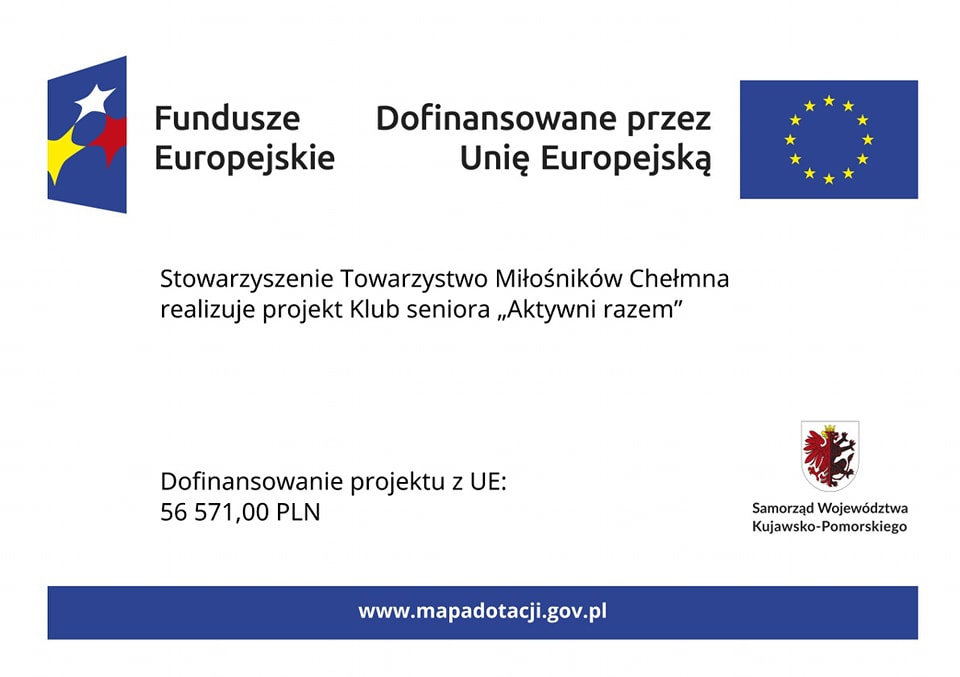 Fundusze
Europejskie
Dofinansowane przez
Unię Europejską
Stowarzyszenie Towarzystwo Miłośników Chełmna
realizuje projekt Klub seniora „Aktywni razem”
Dofinansowanie projektu z UE:
56 571,00 PLN
Samorząd Województwa
Kujawsko-Pomorskiego
www.mapadotacji.gov.pl